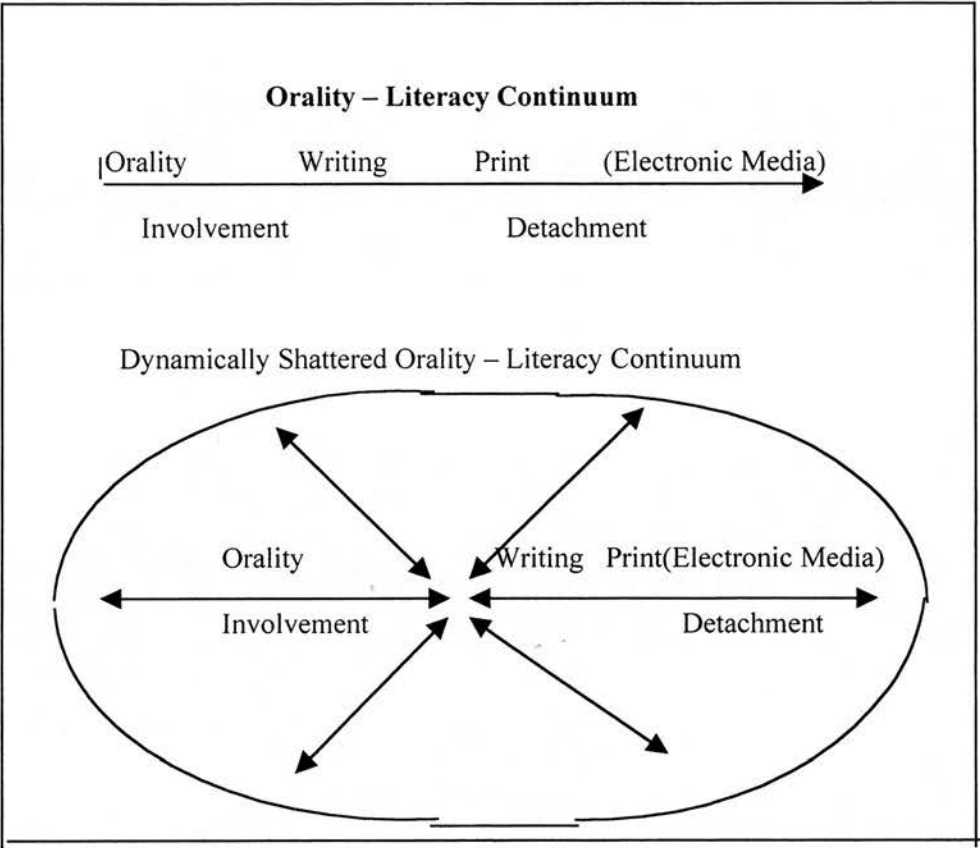 Orality – Literacy Continuum
Orality Writing Print (Electronic Media)
Involvement Detachment
Dynamically Shattered Orality – Literacy Continuum
Orality Writing Print(Electronic Media)
Involvement Detachment